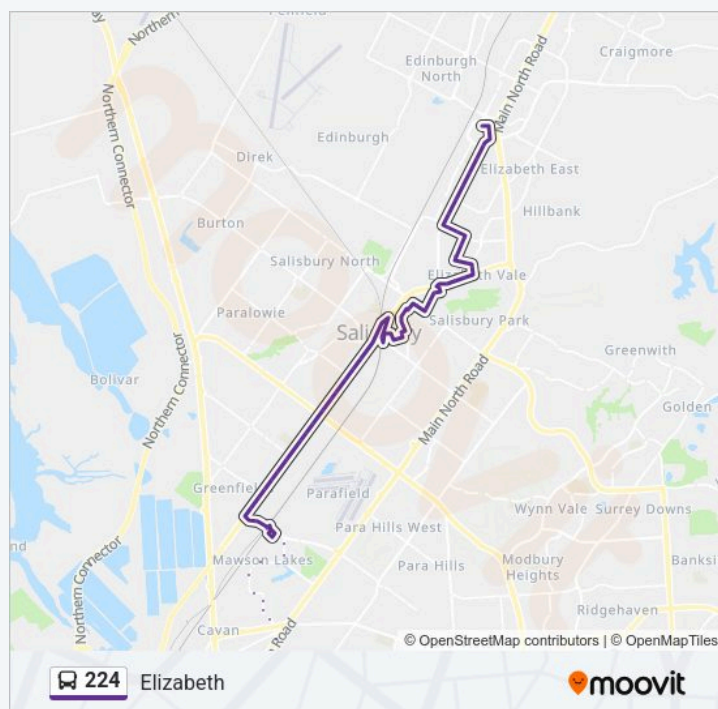 Northern
Penfield
Way
Edinburgh
North
Craigmore
Main North Road
Northern Connector
Edinburgh
Direk
Elizabeth East
Hillbank
Burton
Salisbury North
Elizabeth Vale
Paralowie
Salisbury
Salisbury Park
Greenwith
Bolivar
Northern Connector
Main North Road
Golden
Greenfield
Parafield
Wynn Vale
Surrey Downs
Para Hills West
Mawson Lakes
Para Hills
Modbury
Heights
Banksi
Northern Connector
Ridgehaven
Cavan
Road
© OpenStreetMap contributors | © OpenMapTiles
224
Elizabeth
moovit